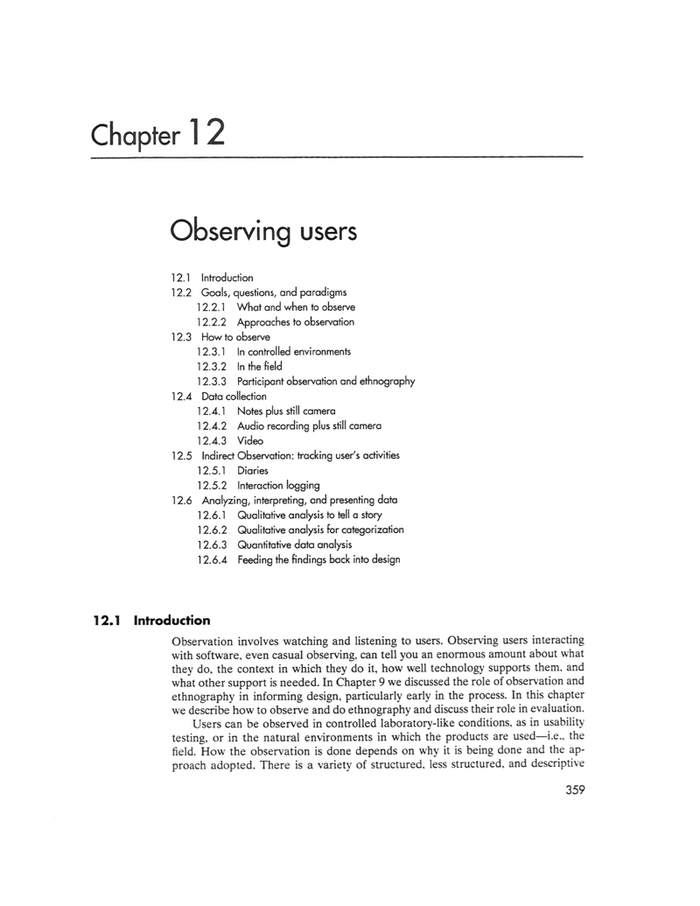 Chapter 12
Observing users
12.1 Introduction
12.2 Goals, questions, and paradigms
12.2.1 What and when to observe
12.2.2 Approaches to observation
12.3 How to observe
12.3.1 In controlled environments
12.3.2 In the field
12.3.3 Participant observation and ethnography
12.4 Data collection
12.4.1 Notes plus still camera
12.4.2 Audio recording plus still camera
12.4.3 Video
12.5 Indirect Observation: tracking user's activities
12.5.1 Diaries
12.5.2 Interaction logging
12.6 Analyzing, interpreting, and presenting data
12.6.1 Qualitative analysis to tell a story
12.6.2 Qualitative analysis for categorization
12.6.3 Quantitative data analysis
12.6.4 Feeding the findings back into design
12.1 Introduction
Observation involves watching and listening to users. Observing users interacting
with software, even casual observing, can tell you an enormous amount about what
they do, the context in which they do it, how well technology supports them, and
what other support is needed. In Chapter 9 we discussed the role of observation and
ethnography in informing design, particularly early in the process. In this chapter
we describe how to observe and do ethnography and discuss their role in evaluation.
Users can be observed in controlled laboratory-like conditions, as in usability
testing, or in the natural environments in which the products are used—i.e., the
field. How the observation is done depends on why it is being done and the ap-
proach adopted. There is a variety of structured, less structured, and descriptive
359